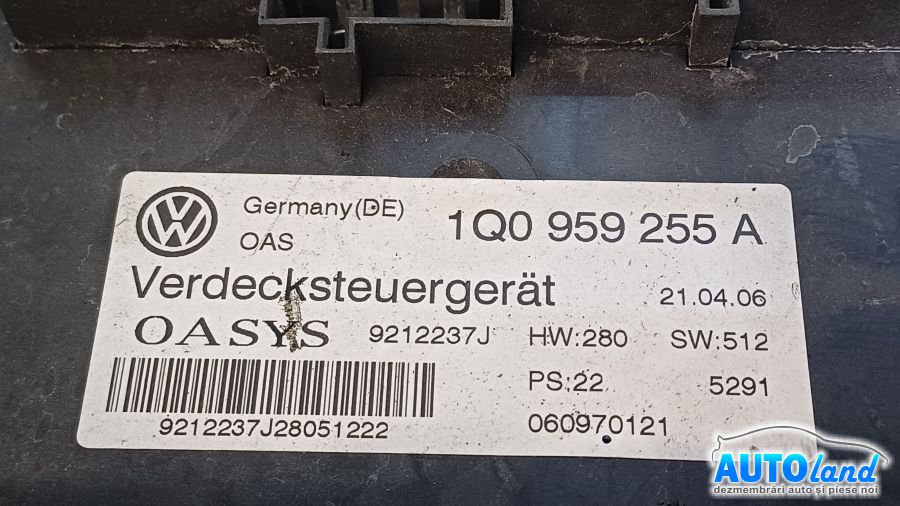 Germany(DE) 1Q0 959 255 A
OAS
Verdecksteuergerät 21.04.06
OASYS 9212237J HW:280 SW:512
PS:22 5291
9212237J28051222 060970121
AUTOland
dezmembrări auto și piese noi